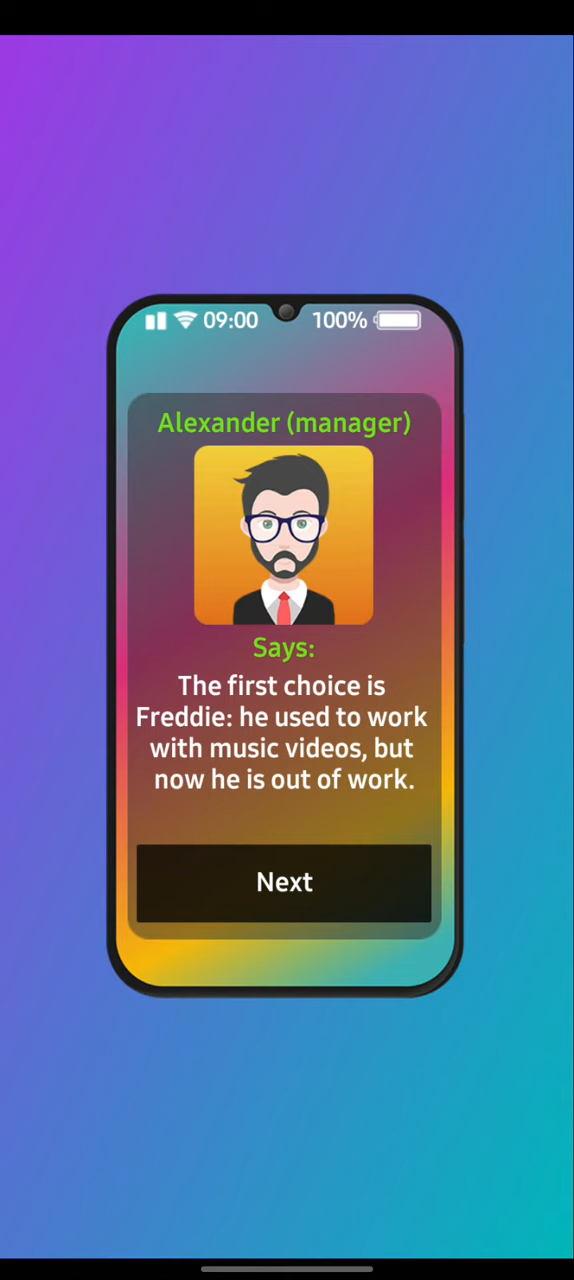 09:00 100%
Alexander (manager)
Says:
The first choice is
Freddie: he used to work
with music videos, but
now he is out of work.
Next